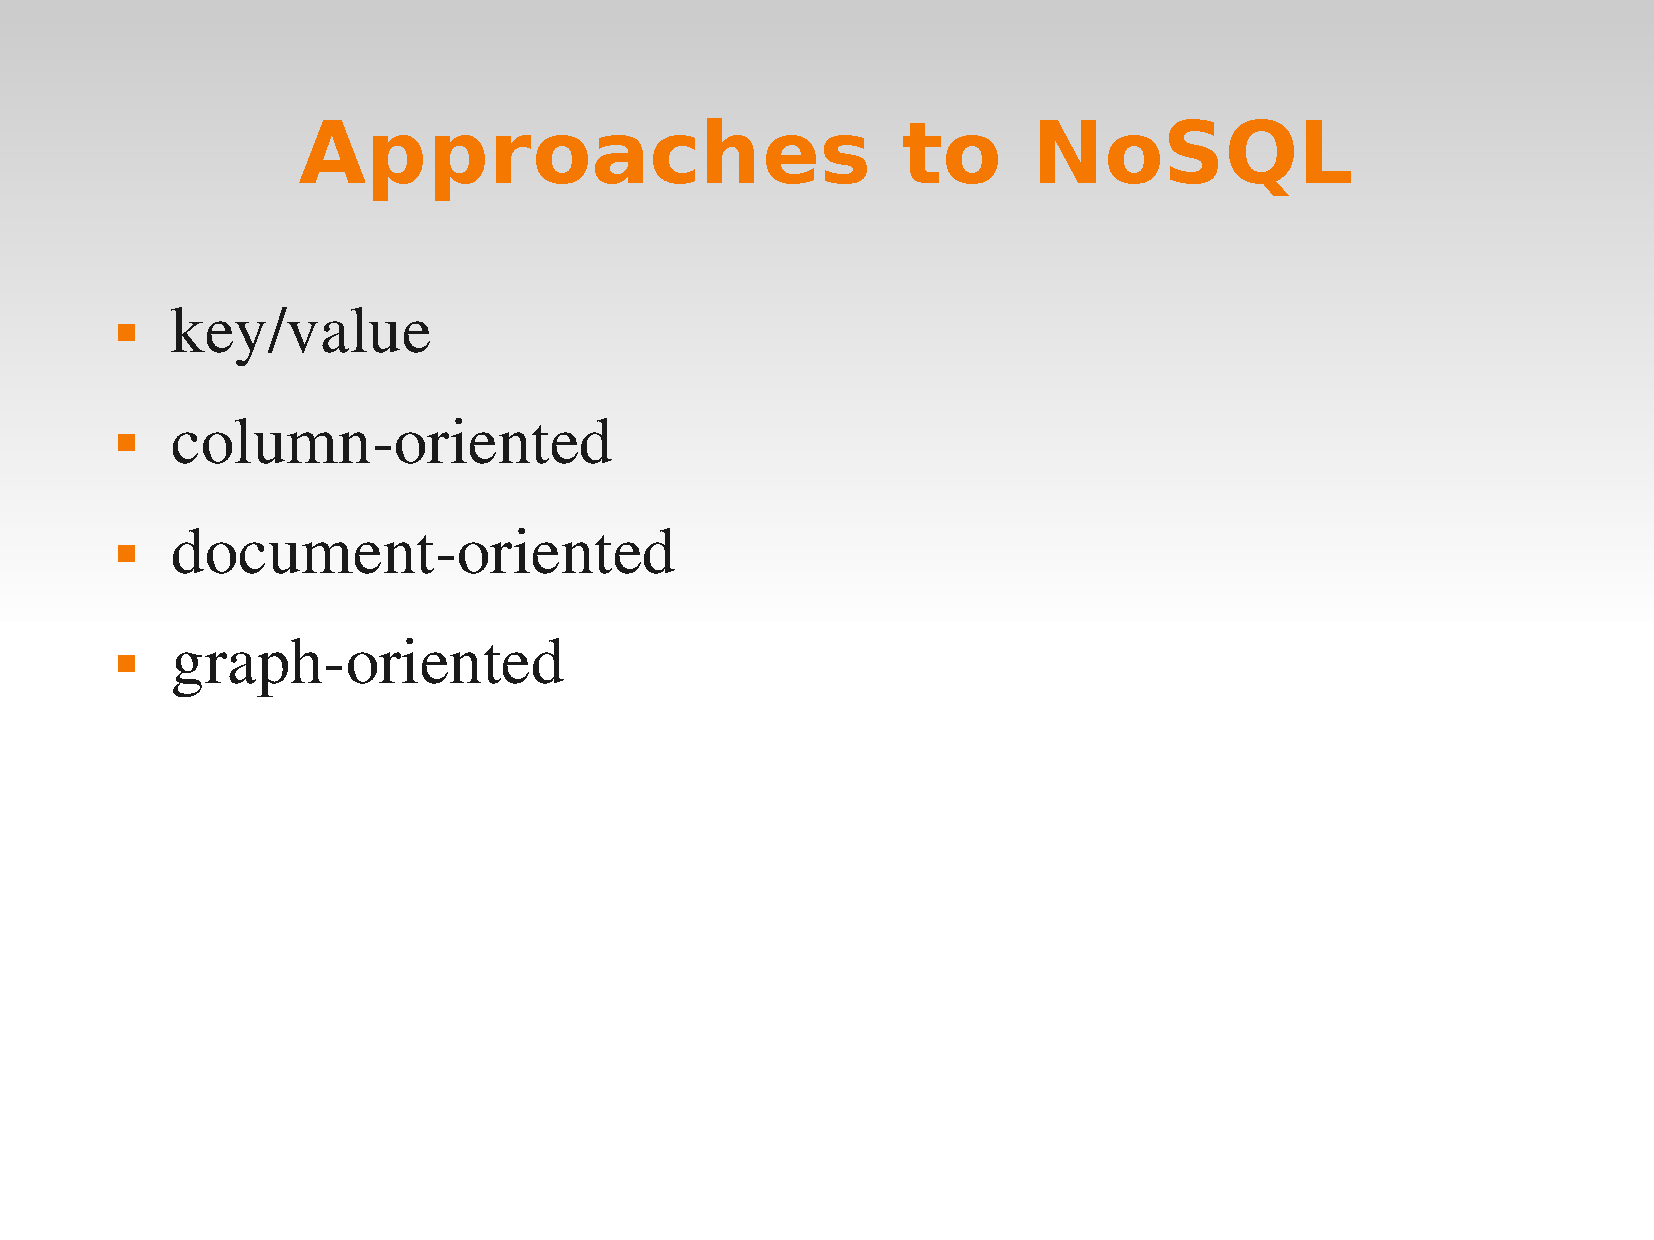 Approaches to NoSQL
key/value
column-oriented
document-oriented
graph-oriented